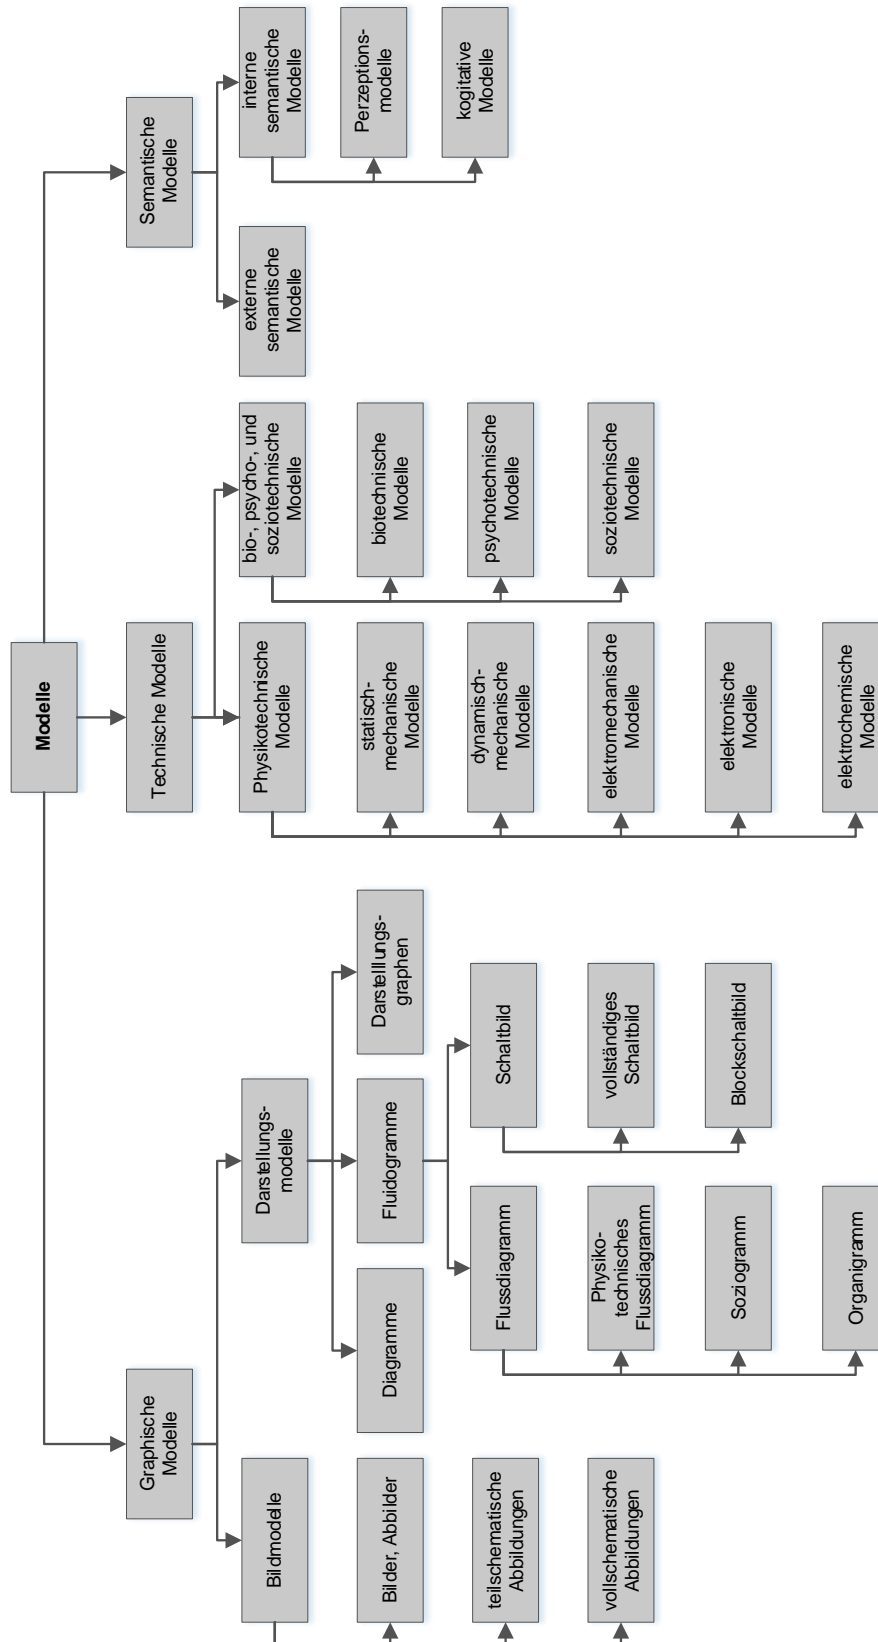 Modelle
Graphische
Modelle
Technische Modelle
Semantische
Modelle
Bildmodelle
Darstellungs-
modelle
Physikotechnische
Modelle
bio-, psycho-, und
soziotechnische
Modelle
externe
semantische
Modelle
interne
semantische
Modelle
Bilder, Abbilder
teilschematische
Abbildungen
vollschematische
Abbildungen
Diagramme
Fluidogramme
Darstelllungs-
graphen
Flussdiagramm
Physiko-
technisches
Flussdiagramm
Soziogramm
Organigramm
Schaltbild
vollständiges
Schaltbild
Blockschaltbild
statisch-
mechanische
Modelle
dynamisch-
mechanische
Modelle
elektromechanische
Modelle
elektronische
Modelle
elektrochemische
Modelle
biotechnische
Modelle
psychotechnische
Modelle
soziotechnische
Modelle
Perzeptions-
modelle
kogitative
Modelle